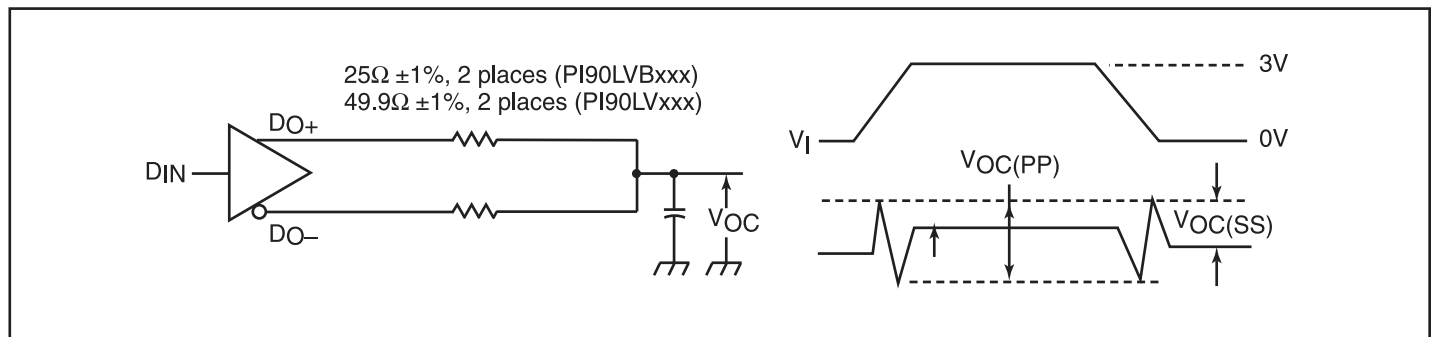 25Ω ±1%, 2 places (PI90LVBxxx)
49.9Ω ±1%, 2 places (PI90LVxxx)
DO+
DIN
DO–
VOC
3V
VI
0V
VOC(PP)
VOC(SS)